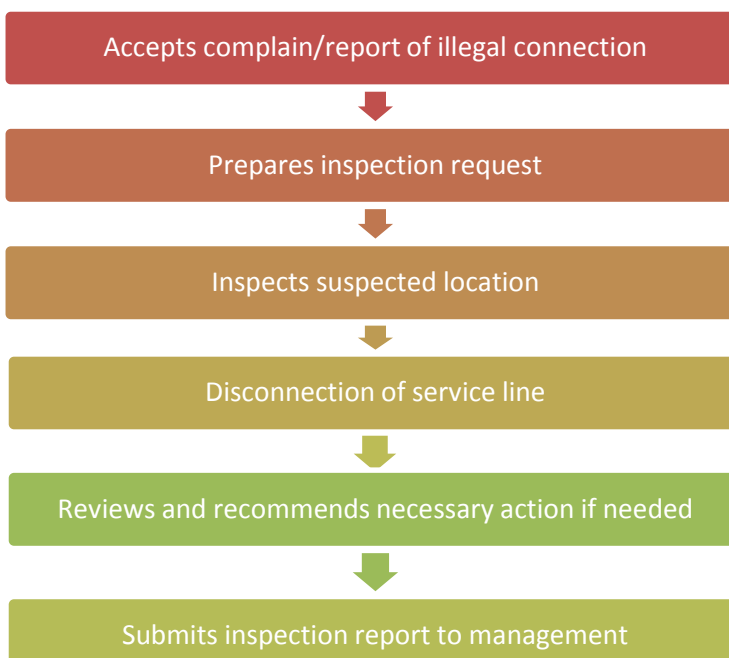 Accepts complain/report of illegal connection
Prepares inspection request
Inspects suspected location
Disconnection of service line
Reviews and recommends necessary action if needed
Submits inspection report to management